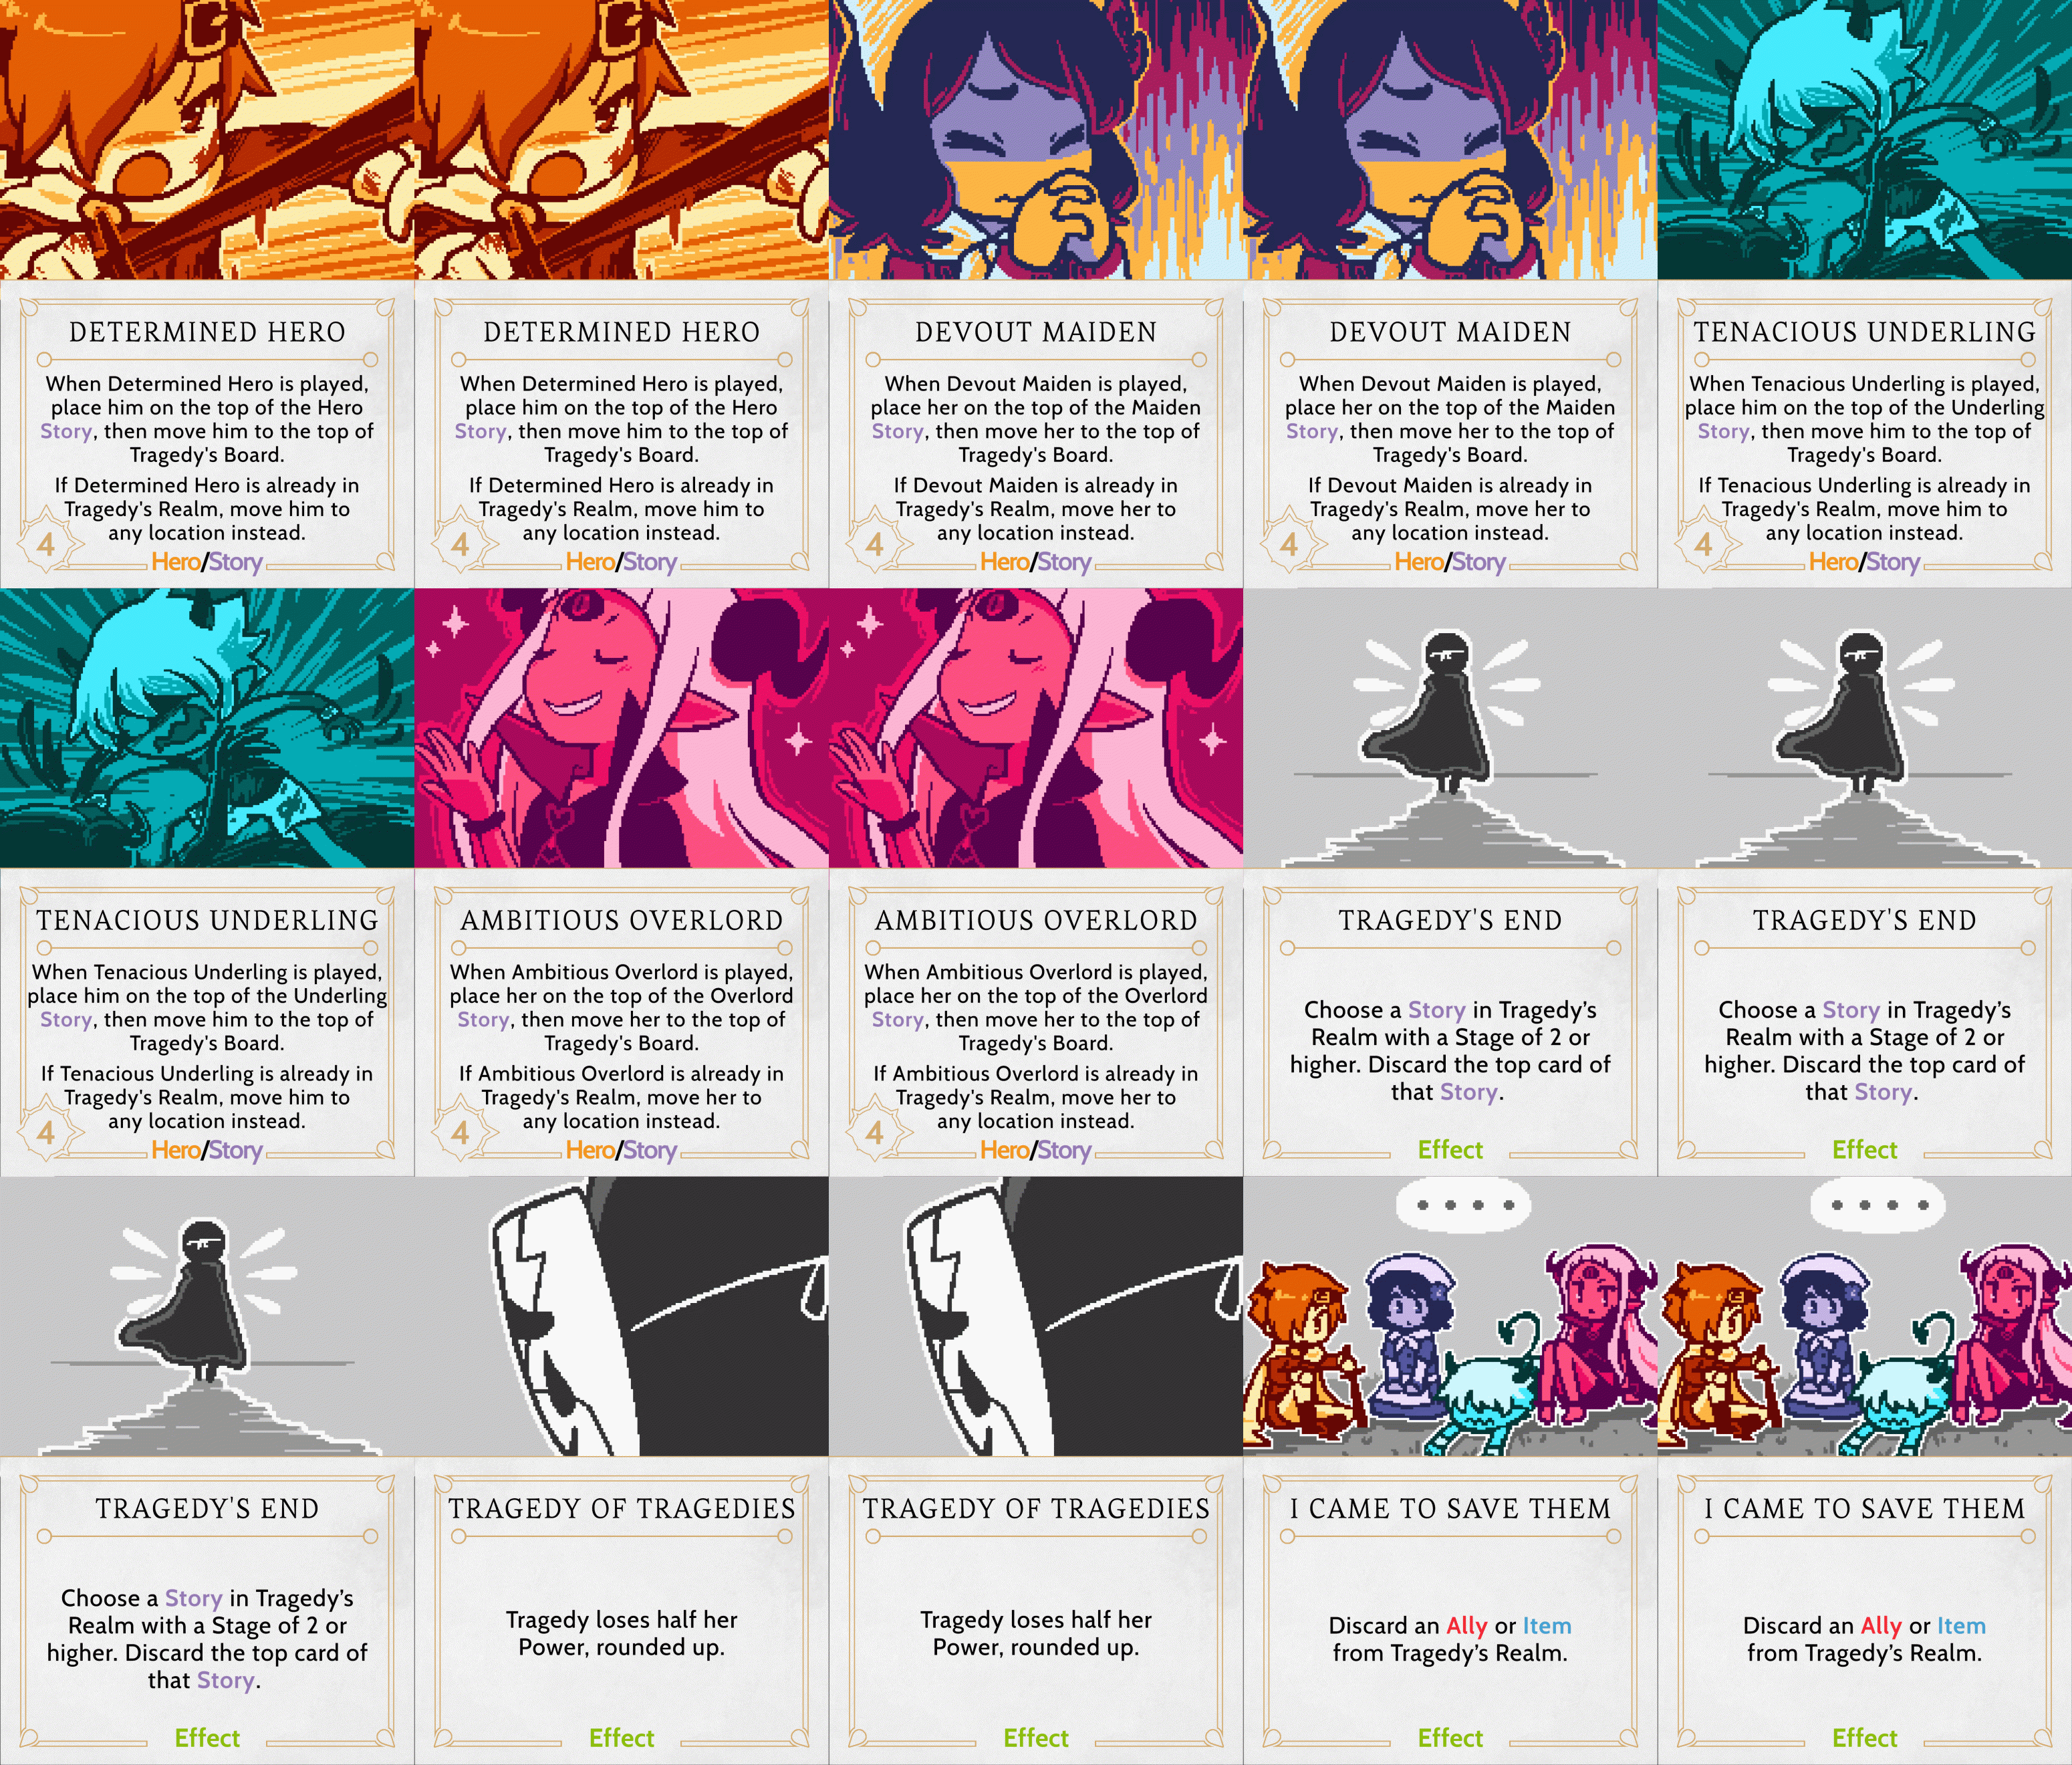 DETERMINED HERO
When Determined Hero is played,
place him on the top of the Hero
Story, then move him to the top of
Tragedy's Board.
If Determined Hero is already in
Tragedy's Realm, move him to
any location instead.
4
Hero/Story
DETERMINED HERO
When Determined Hero is played,
place him on the top of the Hero
Story, then move him to the top of
Tragedy's Board.
If Determined Hero is already in
Tragedy's Realm, move him to
any location instead.
4
Hero/Story
DEVOUT MAIDEN
When Devout Maiden is played,
place her on the top of the Maiden
Story, then move her to the top of
Tragedy's Board.
If Devout Maiden is already in
Tragedy's Realm, move her to
any location instead.
4
Hero/Story
DEVOUT MAIDEN
When Devout Maiden is played,
place her on the top of the Maiden
Story, then move her to the top of
Tragedy's Board.
If Devout Maiden is already in
Tragedy's Realm, move her to
any location instead.
4
Hero/Story
TENACIOUS UNDERLING
When Tenacious Underling is played,
place him on the top of the Underling
Story, then move him to the top of
Tragedy's Board.
If Tenacious Underling is already in
Tragedy's Realm, move him to
any location instead.
4
Hero/Story
TENACIOUS UNDERLING
When Tenacious Underling is played,
place him on the top of the Underling
Story, then move him to the top of
Tragedy's Board.
If Tenacious Underling is already in
Tragedy's Realm, move him to
any location instead.
4
Hero/Story
AMBITIOUS OVERLORD
When Ambitious Overlord is played,
place her on the top of the Overlord
Story, then move her to the top of
Tragedy's Board.
If Ambitious Overlord is already in
Tragedy's Realm, move her to
any location instead.
4
Hero/Story
AMBITIOUS OVERLORD
When Ambitious Overlord is played,
place her on the top of the Overlord
Story, then move her to the top of
Tragedy's Board.
If Ambitious Overlord is already in
Tragedy's Realm, move her to
any location instead.
4
Hero/Story
TRAGEDY'S END
Choose a Story in Tragedy’s
Realm with a Stage of 2 or
higher. Discard the top card of
that Story.
Effect
TRAGEDY'S END
Choose a Story in Tragedy’s
Realm with a Stage of 2 or
higher. Discard the top card of
that Story.
Effect
TRAGEDY'S END
Choose a Story in Tragedy’s
Realm with a Stage of 2 or
higher. Discard the top card of
that Story.
Effect
TRAGEDY OF TRAGEDIES
Tragedy loses half her
Power, rounded up.
Effect
TRAGEDY OF TRAGEDIES
Tragedy loses half her
Power, rounded up.
Effect
I CAME TO SAVE THEM
Discard an Ally or Item
from Tragedy’s Realm.
Effect
I CAME TO SAVE THEM
Discard an Ally or Item
from Tragedy’s Realm.
Effect